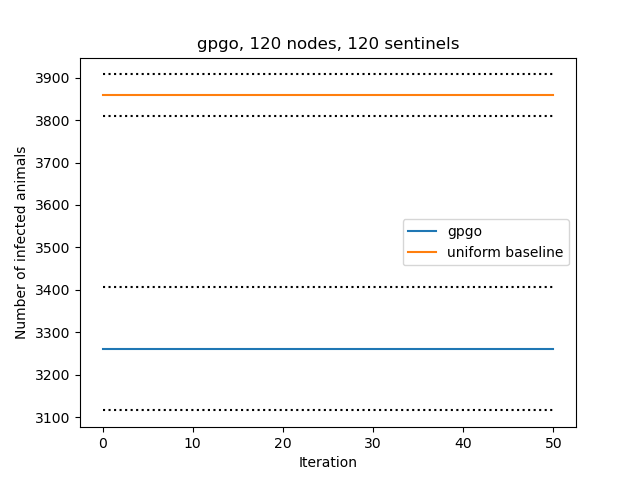 gpgo, 120 nodes, 120 sentinels
Number of infected animals
3900
3800
3700
3600
3500
3400
3300
3200
3100
gpgo
uniform baseline
0 10 20 30 40 50
Iteration